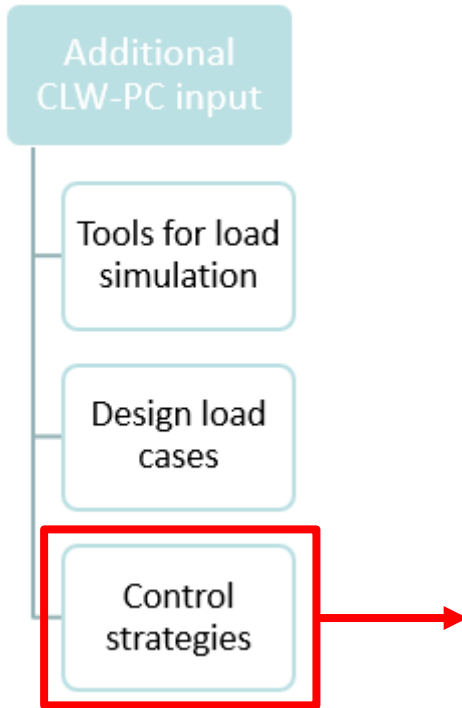 Additional
CLW-PC input
Tools for load
simulation
Design load
cases
Control
strategies